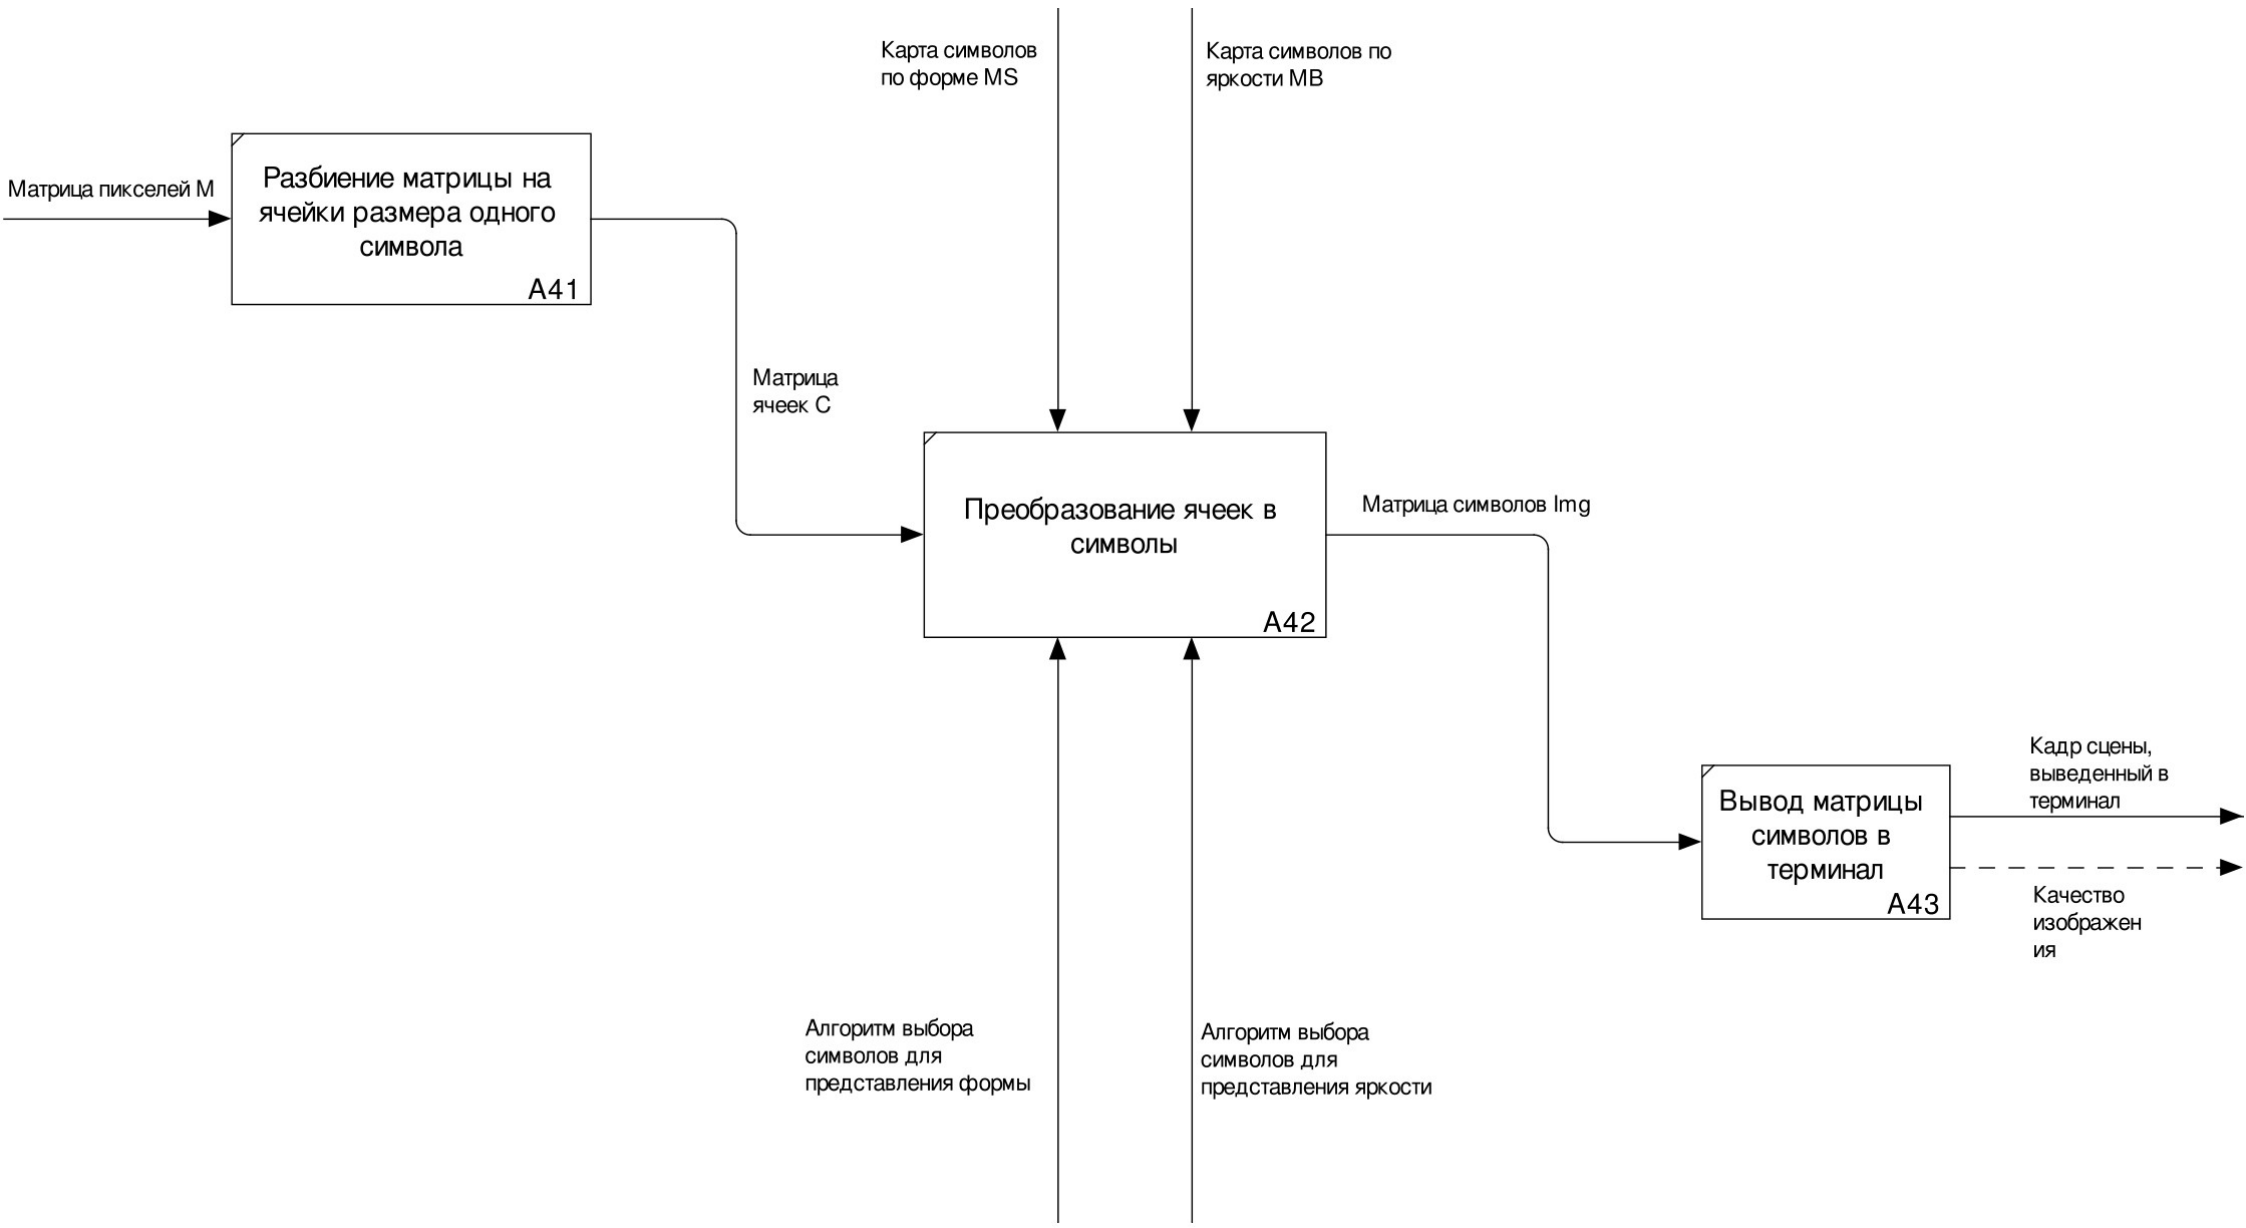 Карта символов
по форме MS
Карта символов по
яркости MB
Матрица пикселей M
Разбиение матрицы на
ячейки размера одного
символа
A41
Матрица
ячеек C
Преобразование ячеек в
символы
A42
Матрица символов Img
Кадр сцены,
выведенный в
терминал
Вывод матрицы
символов в
терминал
A43
Качество
изображен
ия
Алгоритм выбора
символов для
представления формы
Алгоритм выбора
символов для
представления яркости